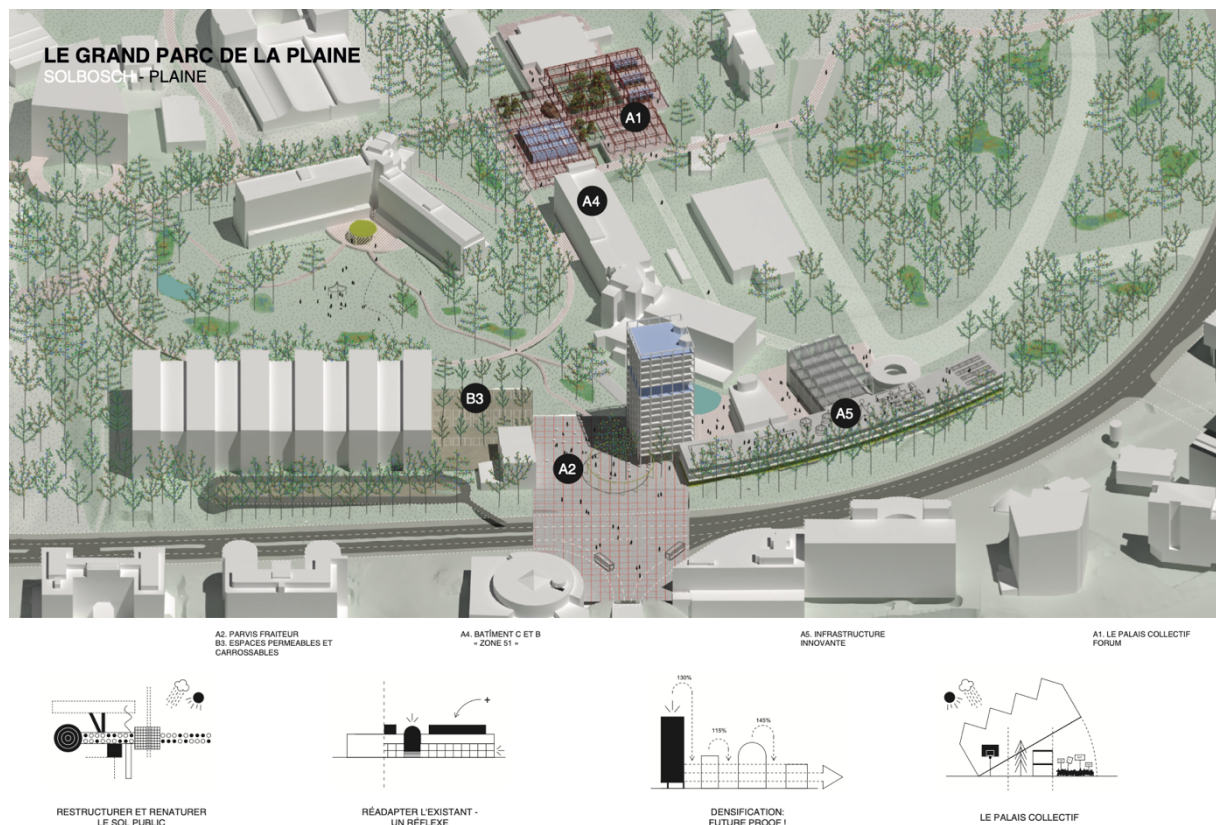 LE GRAND PARC DE LA PLAINE
SOLBOSCH - PLAINE
A1
A4
B3
A5
A2
A2. PARVIS FRAITEUR
B3. ESPACES PERMEABLES ET
CARROSSABLES
A4. BATÎMENT C ET B
« ZONE 51 »
A5. INFRASTRUCTURE
INNOVANTE
A1. LE PALAIS COLLECTIF
FORUM
130%
115%
145%
+
RESTRUCTURER ET RENATURER
LE SOL PUBLIC
RÉADAPTER L'EXISTANT -
UN RÉFLEXE
DENSIFICATION:
FUTURE PROOF !
LE PALAIS COLLECTIF